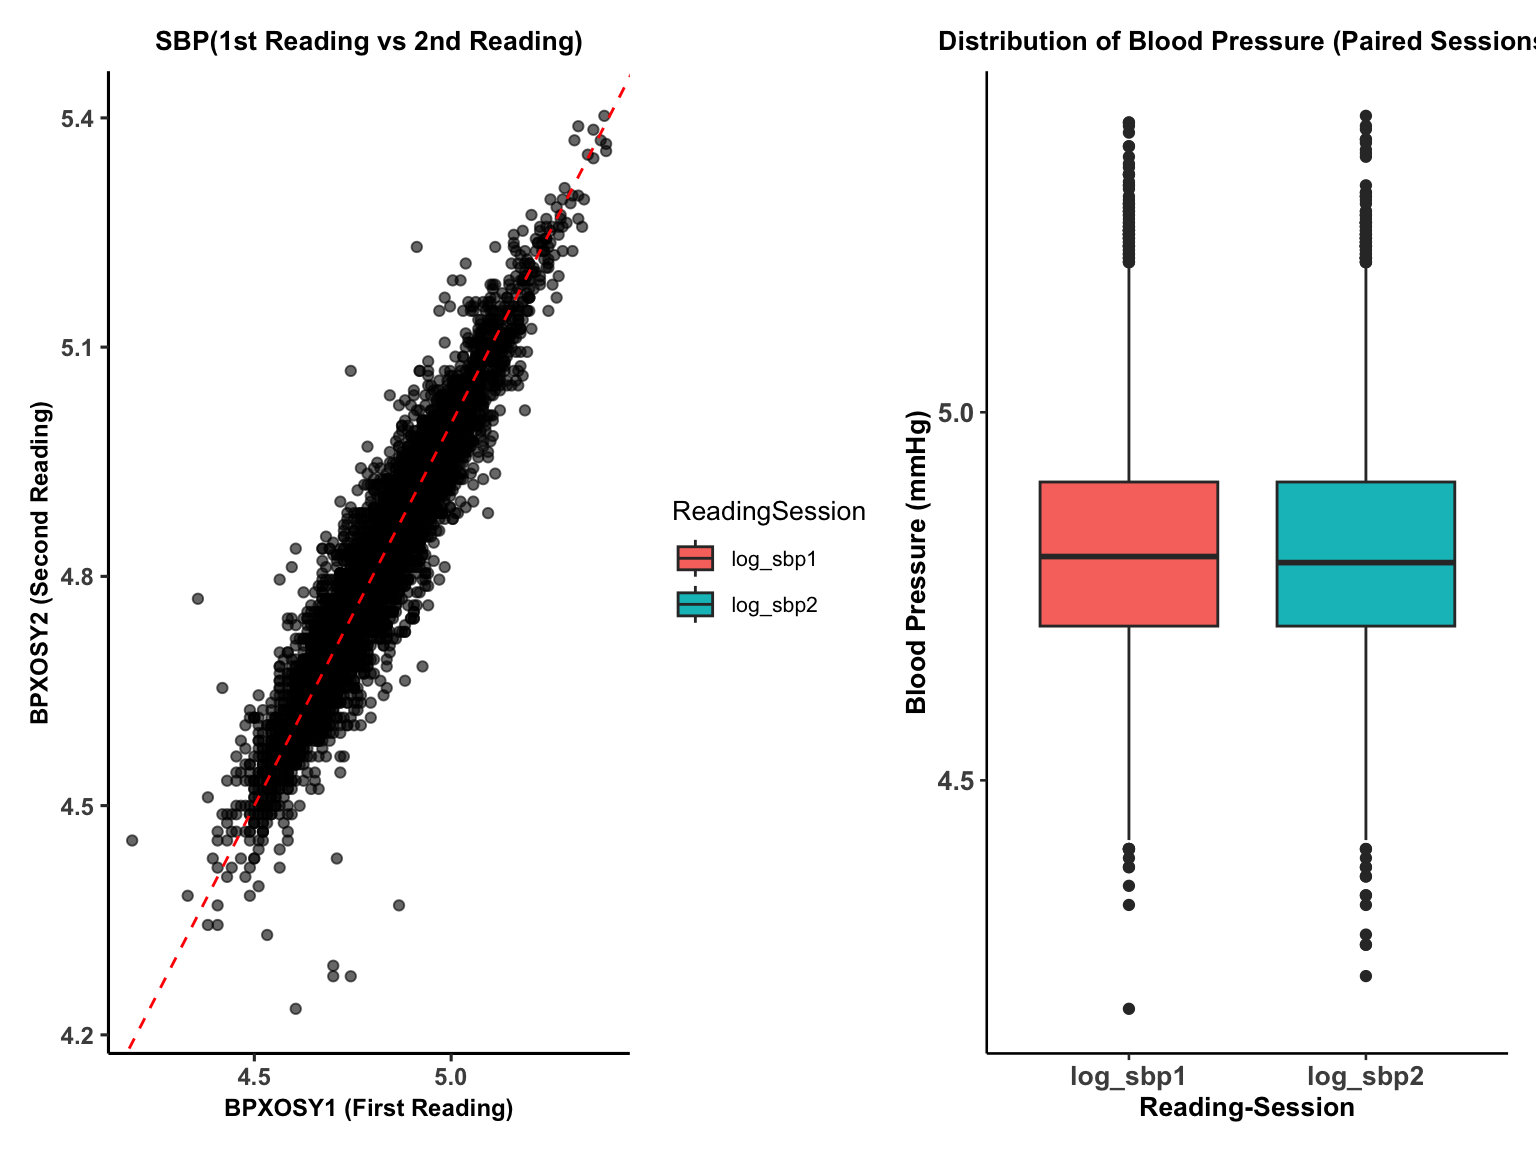 SBP(1st Reading vs 2nd Reading)
5.4
5.1
4.8
4.5
4.2
BPXOSY2 (Second Reading)
4.5 5.0
BPXOSY1 (First Reading)
ReadingSession
log_sbp1
log_sbp2
Distribution of Blood Pressure (Paired Sessions
5.0
4.5
Blood Pressure (mmHg)
log_sbp1 log_sbp2
Reading-Session